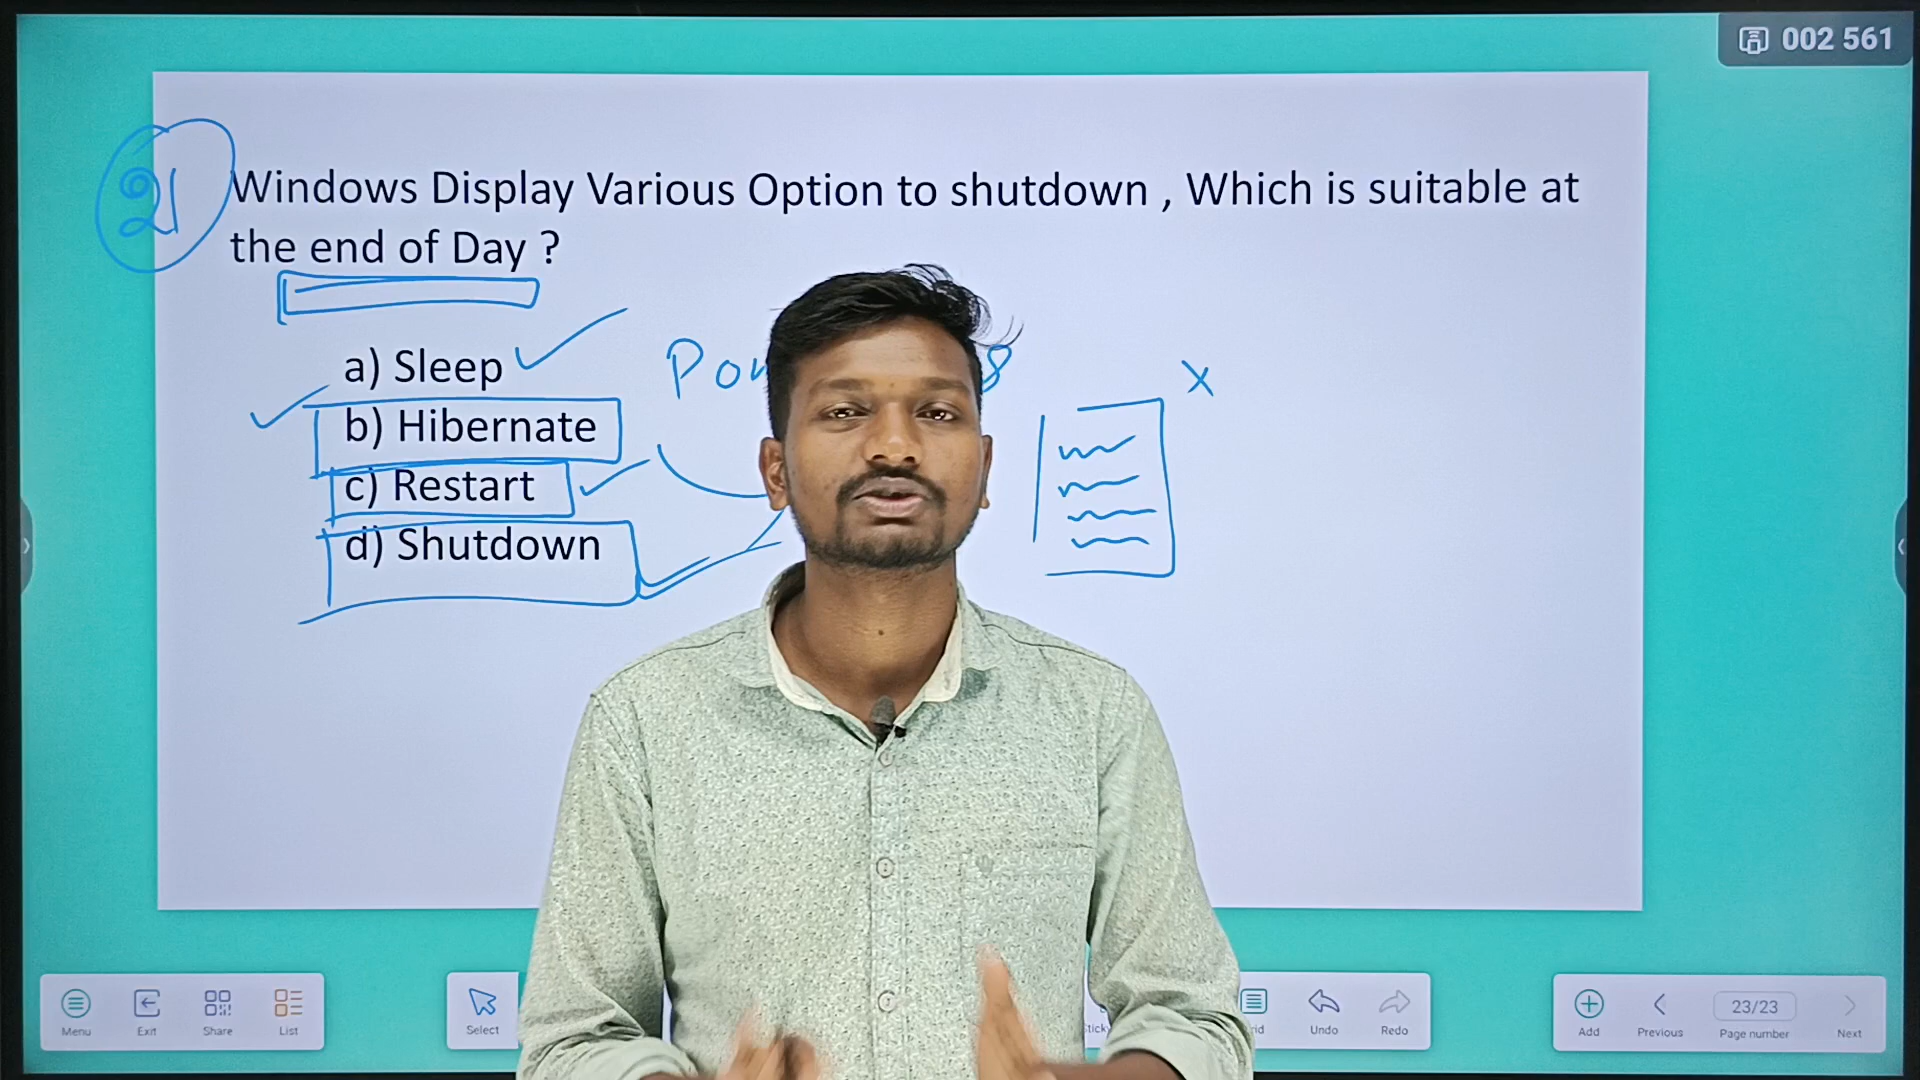 002 561
21
Windows Display Various Option to shutdown , Which is suitable at
the end of Day ?
a) Sleep
b) Hibernate
c) Restart
d) Shutdown
x
Menu
Exit
Share
List
Select
Undo
Redo
Add
Previous
23/23
Page number
Next